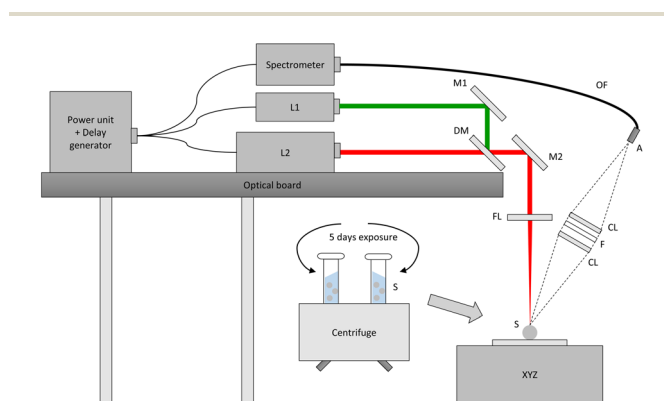 Spectrometer
M1
OF
Power unit
+ Delay
generator
L1
DM
A
L2
M2
Optical board
FL
CL
F
CL
5 days exposure
S
S
Centrifuge
XYZ